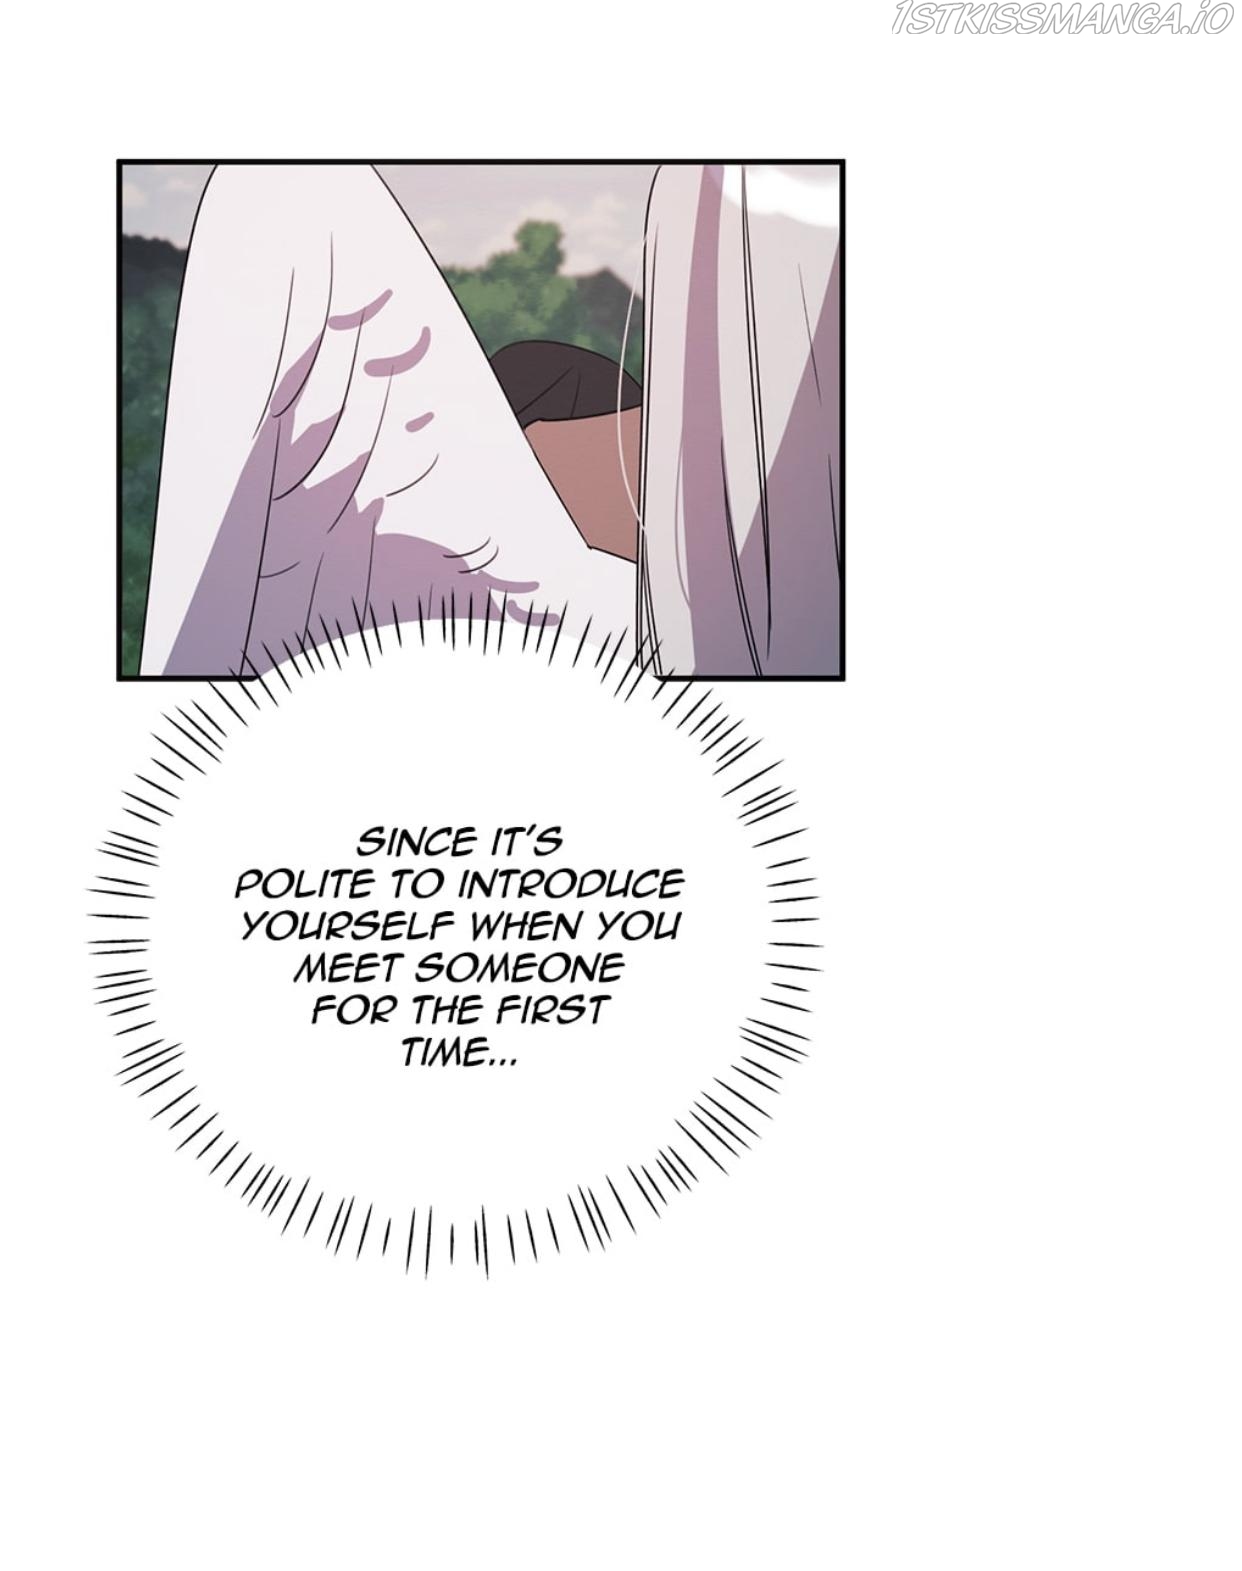 1STKISSMANGA.IO
SINCE IT'S
POLITE TO INTRODUCE
YOURSELF WHEN YOU
MEET SOMEONE
FOR THE FIRST
TIME...